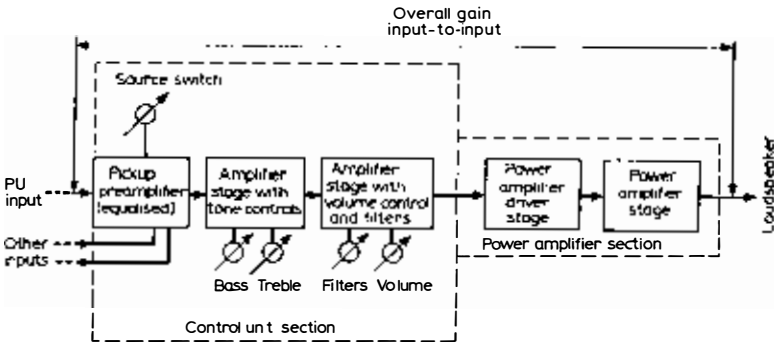 Overall gain
input-to-input
Source switch
PU
input
Pickup
preamplifier
(equalised)
Amplifier
stage with
tone controls
Amplifier
stage with
volume control
and filters
Power
amplifier
driver
stage
Power
amplifier
stage
Loudspeaker
Other
inputs
Bass Treble
Filters Volume
Power amplifier section
Control unit section